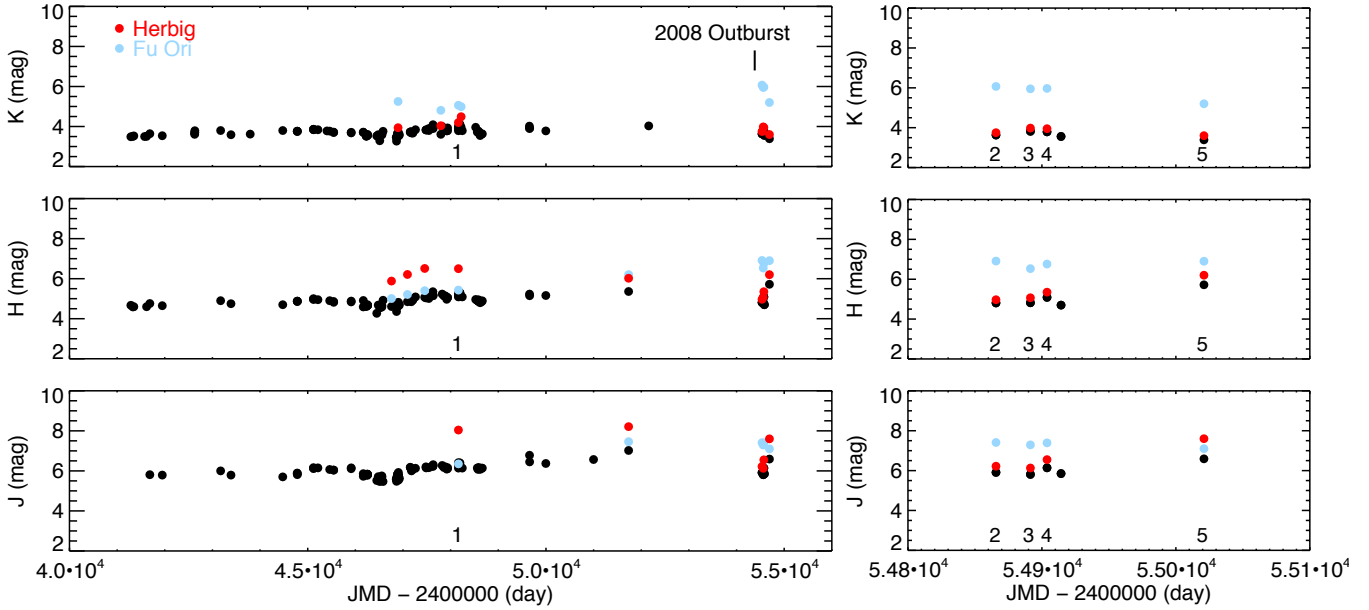 10
8
6
4
2
K (mag)
Herbig
Fu Ori
2008 Outburst
1
10
8
6
4
2
K (mag)
2 3 4 5
10
8
6
4
2
H (mag)
1
10
8
6
4
2
H (mag)
2 3 4 5
10
8
6
4
2
J (mag)
1
4.0•10⁴ 4.5•10⁴ 5.0•10⁴ 5.5•10⁴
JMD − 2400000 (day)
10
8
6
4
2
J (mag)
2 3 4 5
5.48•10⁴ 5.49•10⁴ 5.50•10⁴ 5.51•10⁴
JMD − 2400000 (day)